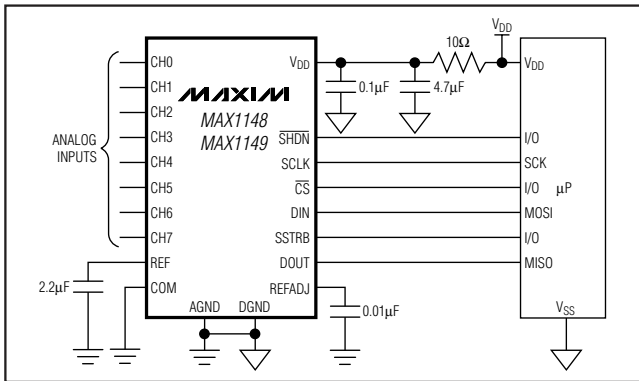 CH0
CH1
CH2
CH3
CH4
CH5
CH6
CH7
REF
COM
ANALOG
INPUTS
2.2µF
MAXIM
MAX1148
MAX1149
AGND
DGND
VDD
SHDN
SCLK
CS
DIN
SSTRB
DOUT
REFADJ
0.01µF
0.1µF
4.7µF
10Ω
VDD
VDD
I/O
SCK
I/O
µP
MOSI
I/O
MISO
VSS